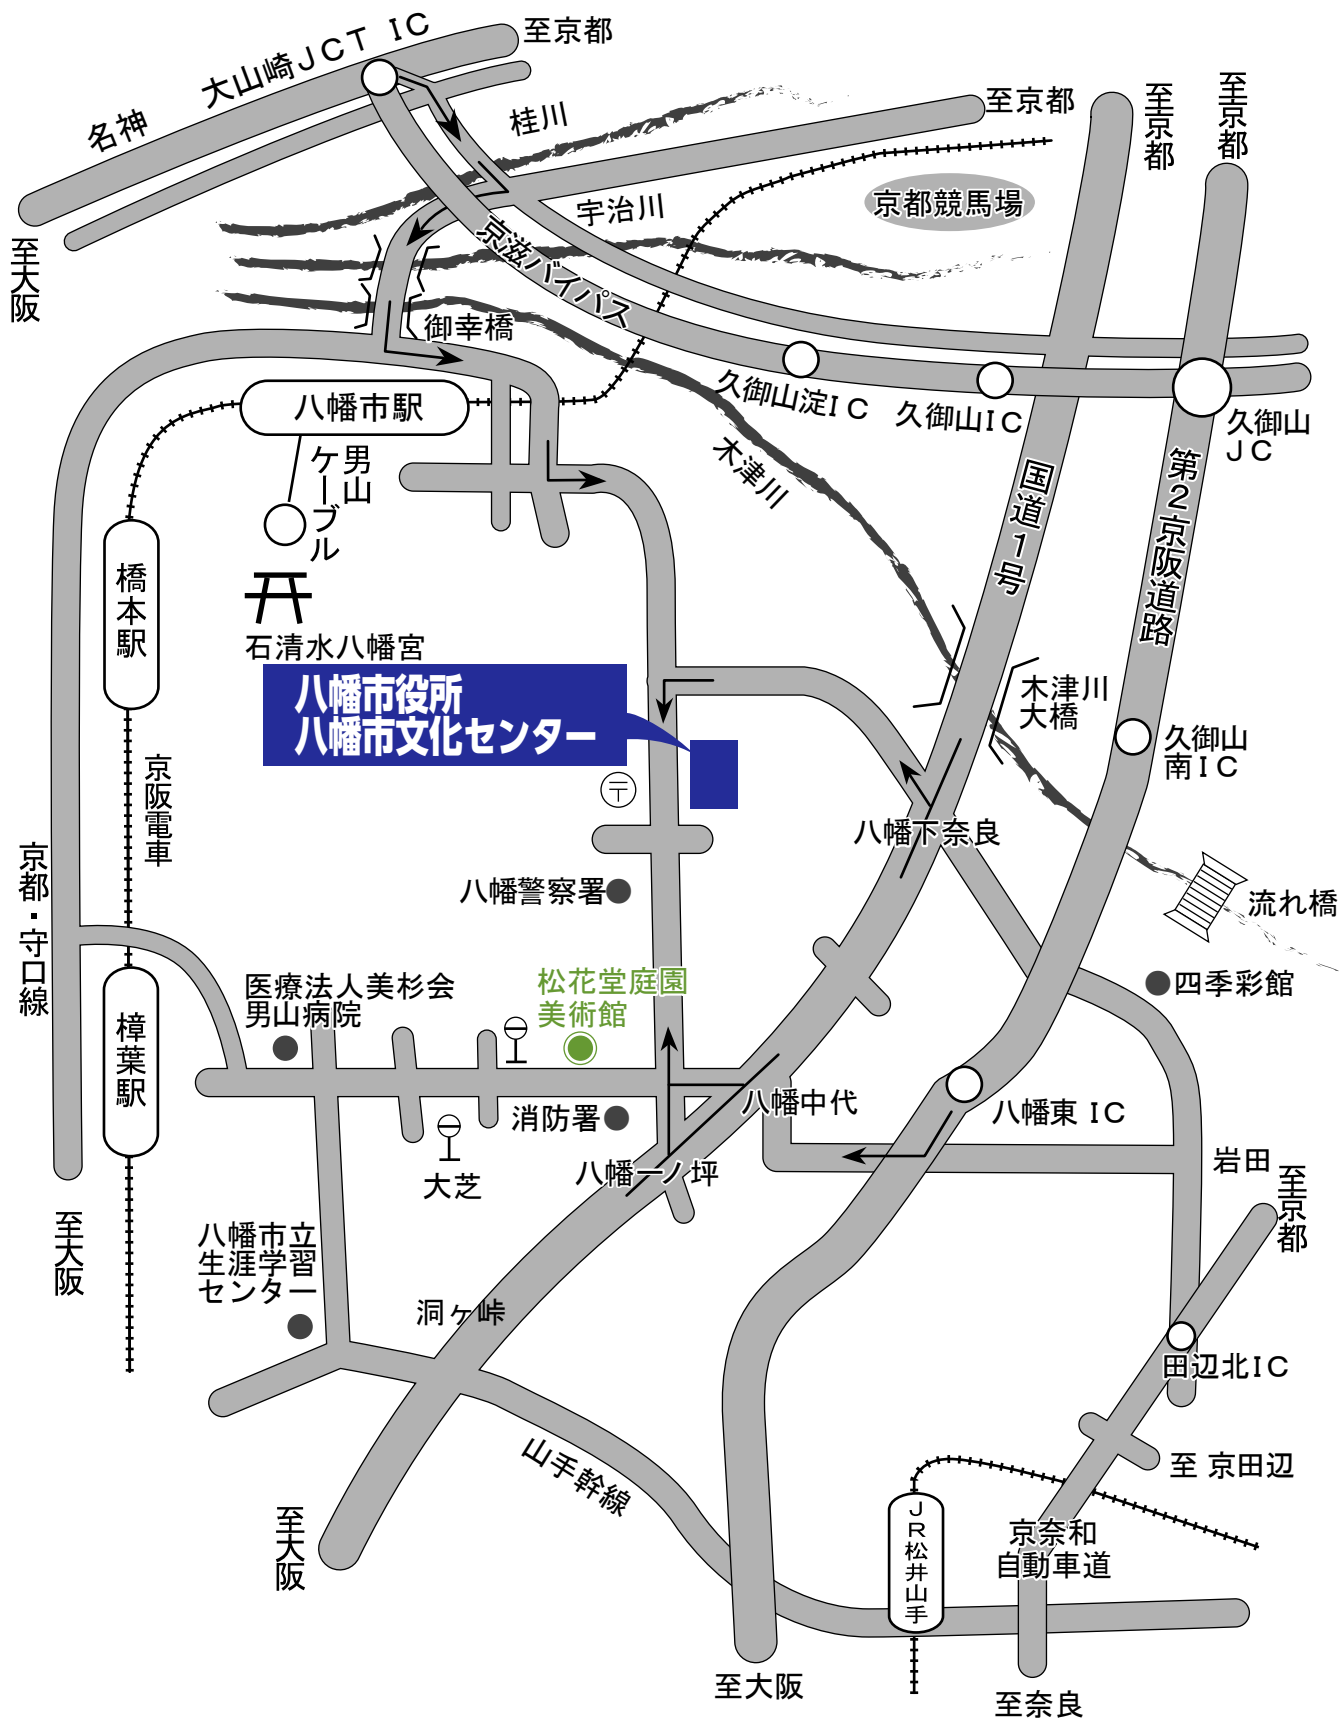 大山崎JCT IC
至京都
名神
桂川
至京都
至京都
至京都
京都競馬場
宇治川
至大阪
京滋バイパス
御幸橋
久御山淀IC
久御山IC
久御山
JC
八幡市駅
男山
ケーブル
木津川
国道1号
第2京阪道路
橋本駅
石清水八幡宮
八幡市役所
八幡市文化センター
木津川
大橋
久御山
南IC
京阪電車
〒
八幡下奈良
京都・守口線
八幡警察署
流れ橋
四季彩館
医療法人美杉会
男山病院
松花堂庭園
美術館
樟葉駅
消防署
八幡中代
八幡東 IC
大芝
八幡一ノ坪
岩田
至京都
至大阪
八幡市立
生涯学習
センター
洞ヶ峠
田辺北IC
山手幹線
至 京田辺
至大阪
JR松井山手
京奈和
自動車道
至大阪
至奈良